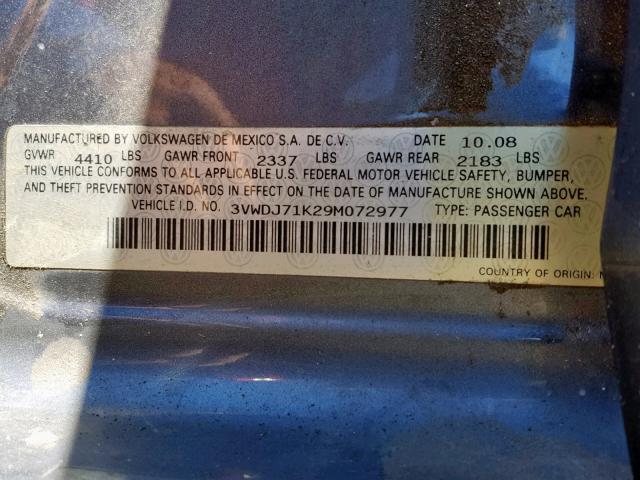 MANUFACTURED BY VOLKSWAGEN DE MEXICO S.A. DE C.V. DATE 10.08
GVWR 4410 LBS GAWR FRONT 2337 LBS GAWR REAR 2183 LBS
THIS VEHICLE CONFORMS TO ALL APPLICABLE U.S. FEDERAL MOTOR VEHICLE SAFETY, BUMPER,
AND THEFT PREVENTION STANDARDS IN EFFECT ON THE DATE OF MANUFACTURE SHOWN ABOVE.
VEHICLE I.D. NO. 3VWDJ71K29M072977 TYPE: PASSENGER CAR
COUNTRY OF ORIGIN: